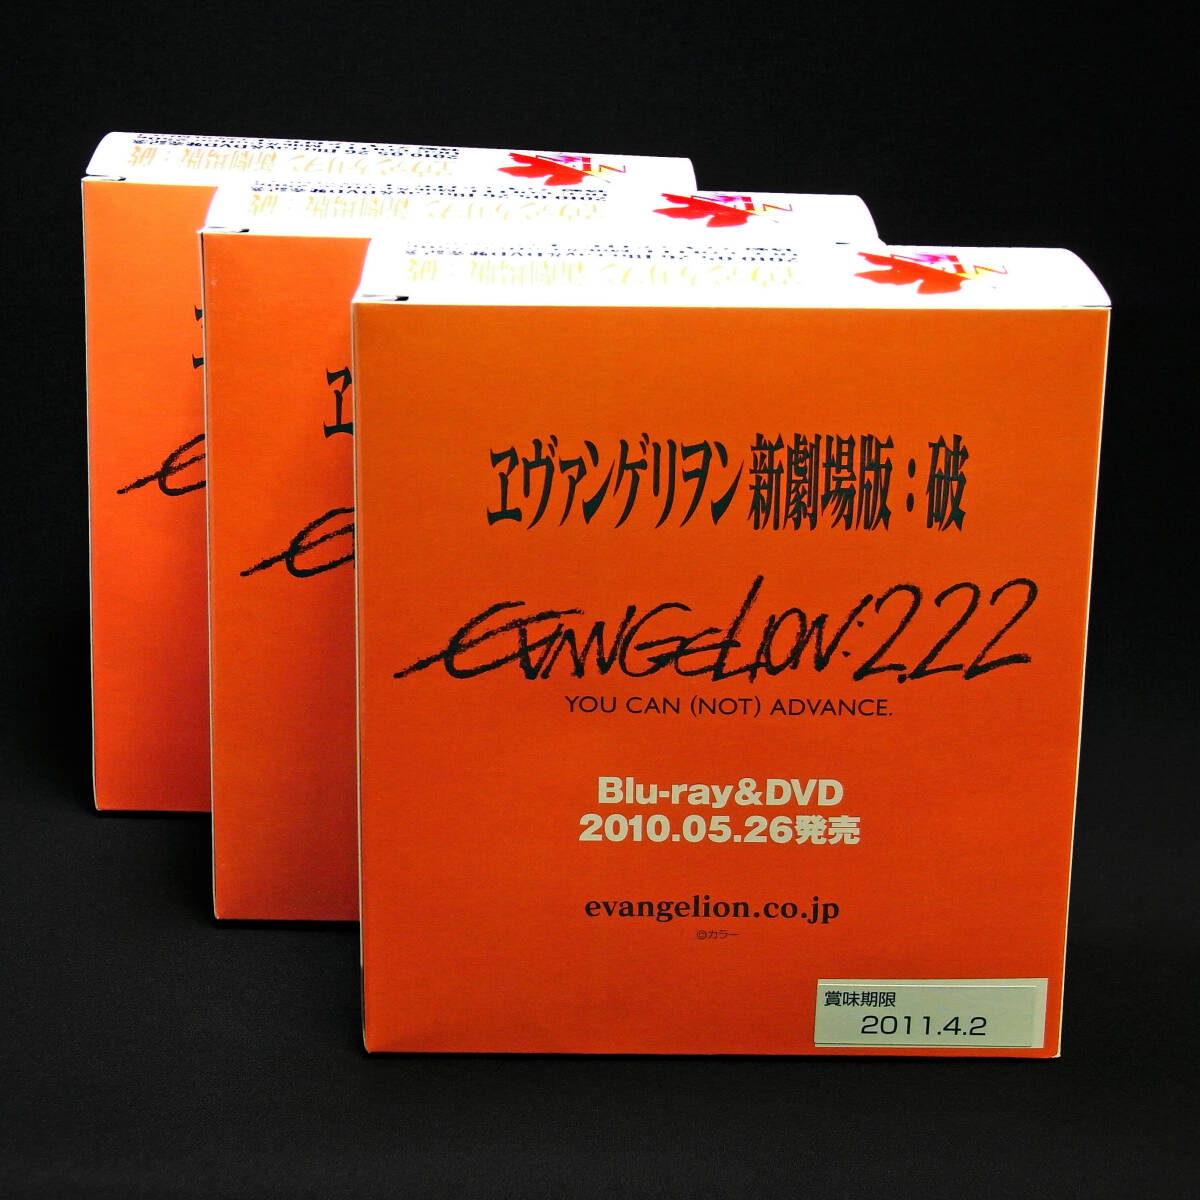 ヱヴァンゲリヲン 新劇場版：破
EVANGELION:2.22
YOU CAN (NOT) ADVANCE.
Blu-ray&DVD
2010.05.26発売
evangelion.co.jp
©カラー
賞味期限
2011.4.2